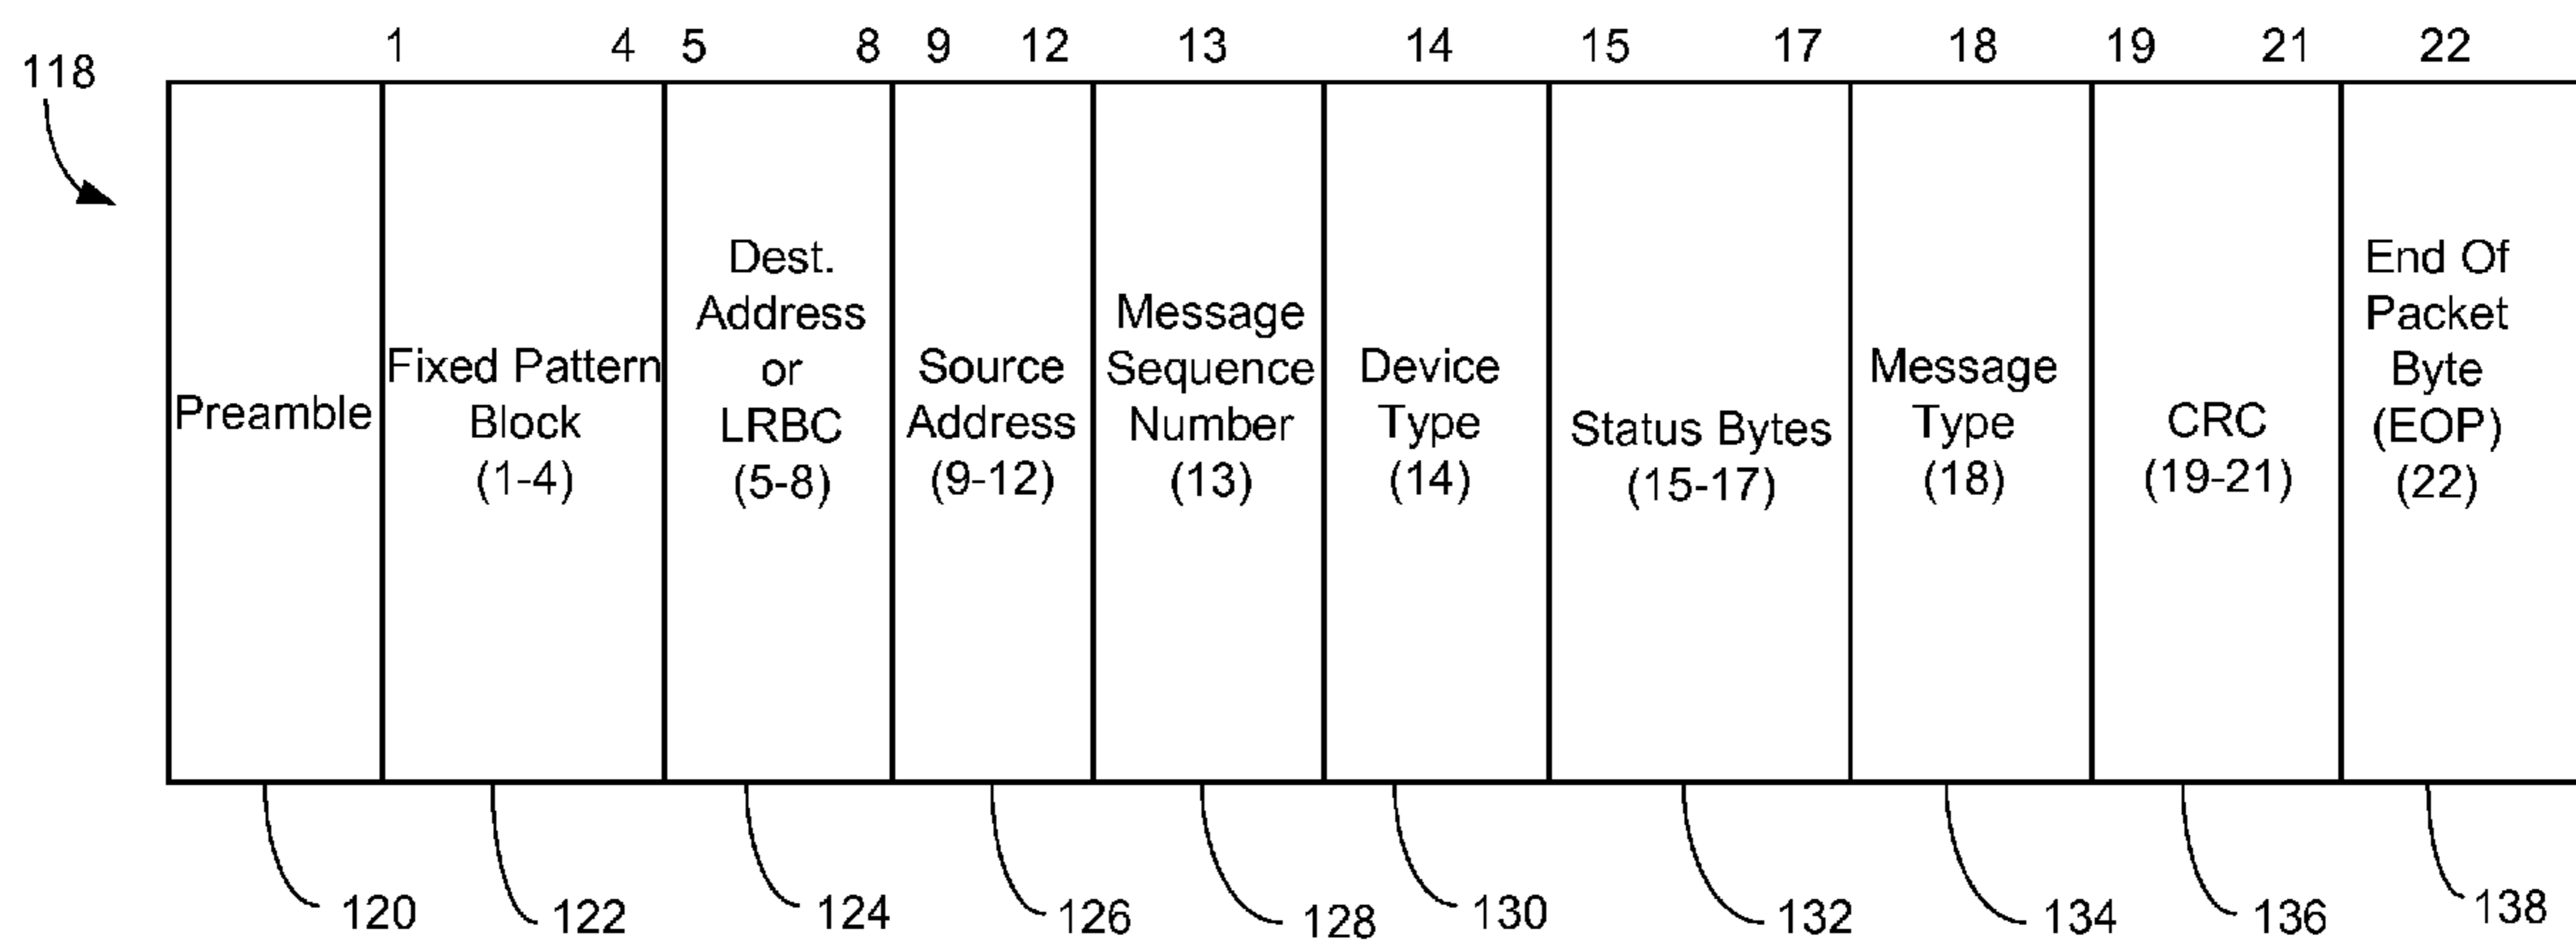 118
1 4 5 8 9 12 13 14 15 17 18 19 21 22
Preamble
Fixed Pattern
Block
(1-4)
Dest.
Address
or
LRBC
(5-8)
Source
Address
(9-12)
Message
Sequence
Number
(13)
Device
Type
(14)
Status Bytes
(15-17)
Message
Type
(18)
CRC
(19-21)
End Of
Packet
Byte
(EOP)
(22)
120 122 124 126 128 130 132 134 136 138